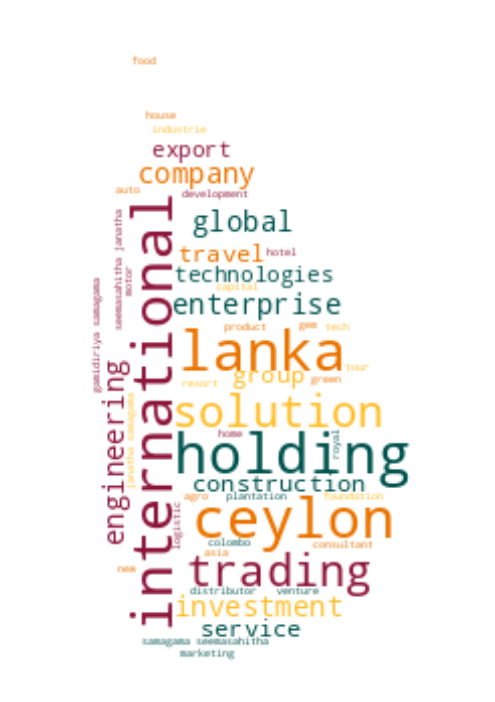 food
house
industrie
export
company
auto
development
global
travel
hotel
technologies
capital
enterprise
product
gem
tech
lanka
tour
resort
group
green
solution
home
royal
holding
construction
agro
plantation
foundation
ceylon
logistic
colombo
consultant
asia
trading
new
distributor
venture
investment
service
samagama seemasahitha
marketing
international
engineering
seemasahitha janatha
motor
gamidiriya samagama
janatha samagama